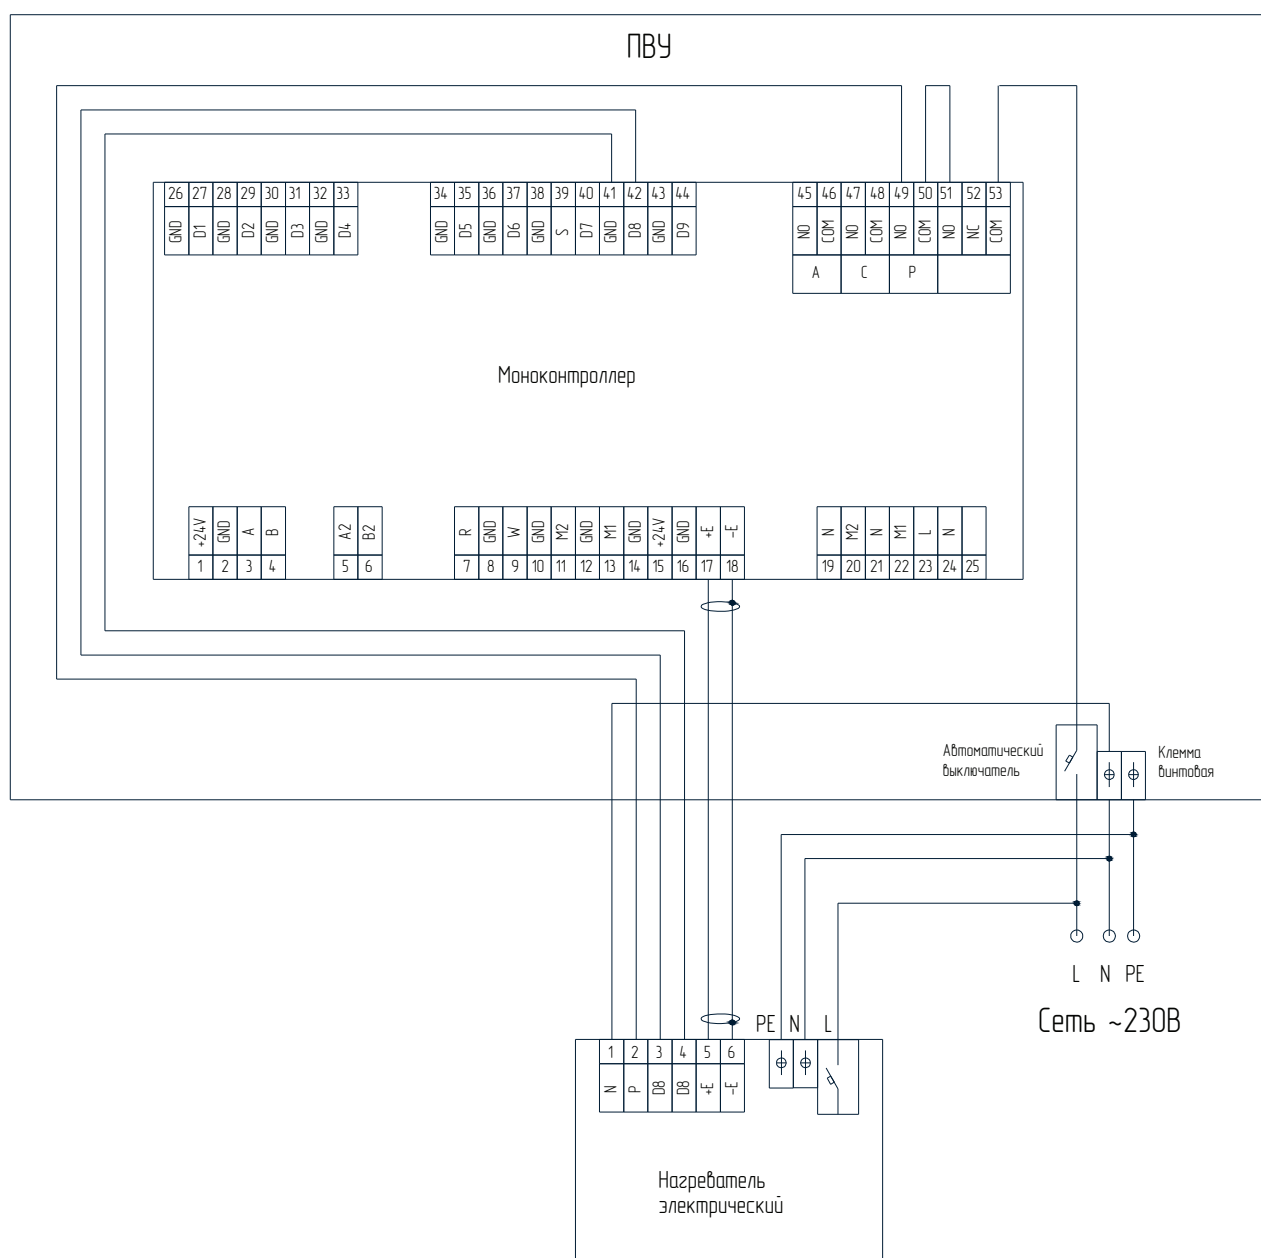 ПВУ
26 27 28 29 30 31 32 33
GND D1 GND D2 GND D3 GND D4
34 35 36 37 38 39 40 41 42 43 44
GND D5 GND D6 GND S D7 GND D8 GND D9
45 46 47 48 49 50 51 52 53
NO COM NO COM NO COM NO NC COM
A C P
Моноконтроллер
+24V GND A B
1 2 3 4
A2 B2
5 6
R GND W GND M2 GND M1 GND +24V GND +E -E
7 8 9 10 11 12 13 14 15 16 17 18
N M2 N M1 L N
19 20 21 22 23 24 25
Автоматический
выключатель
Клемма
винтовая
L N PE
Сеть ~230В
PE N L
1 2 3 4 5 6
N P D8 D8 +E -E
Нагреватель
электрический